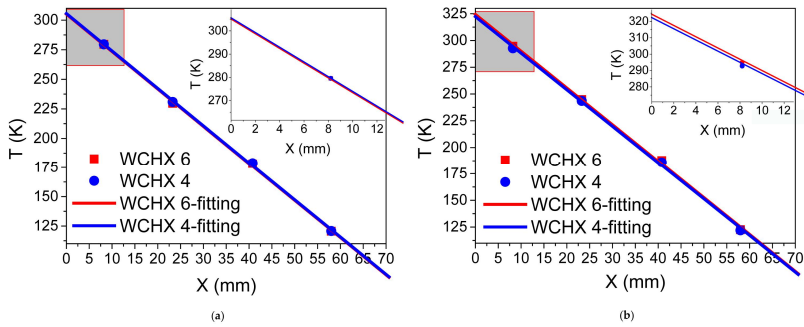 300
275
250
225
200
175
150
125
T (K)
0 5 10 15 20 25 30 35 40 45 50 55 60 65 70
X (mm)
WCHX 6
WCHX 4
WCHX 6-fitting
WCHX 4-fitting
300
290
280
270
T (K)
0 2 4 6 8 10 12
X (mm)
(a)
325
300
275
250
225
200
175
150
125
T (K)
0 5 10 15 20 25 30 35 40 45 50 55 60 65 70
X (mm)
WCHX 6
WCHX 4
WCHX 6-fitting
WCHX 4-fitting
320
310
300
290
280
T (K)
0 2 4 6 8 10 12
X (mm)
(b)